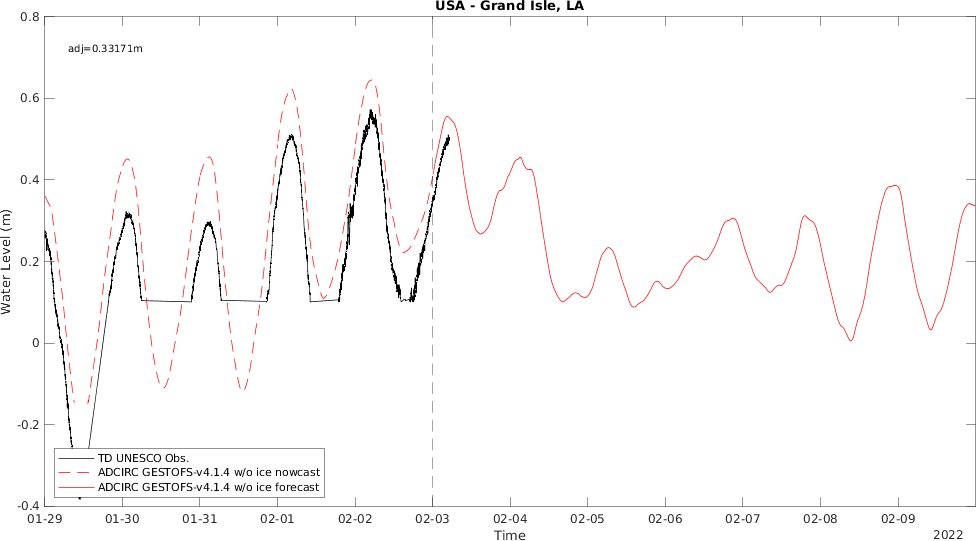 USA - Grand Isle, LA
adj=0.33171m
0.8
0.6
0.4
0.2
0
-0.2
-0.4
Water Level (m)
TD UNESCO Obs.
ADCIRC GESTOFS-v4.1.4 w/o ice nowcast
ADCIRC GESTOFS-v4.1.4 w/o ice forecast
01-29 01-30 01-31 02-01 02-02 02-03 02-04 02-05 02-06 02-07 02-08 02-09
Time
2022